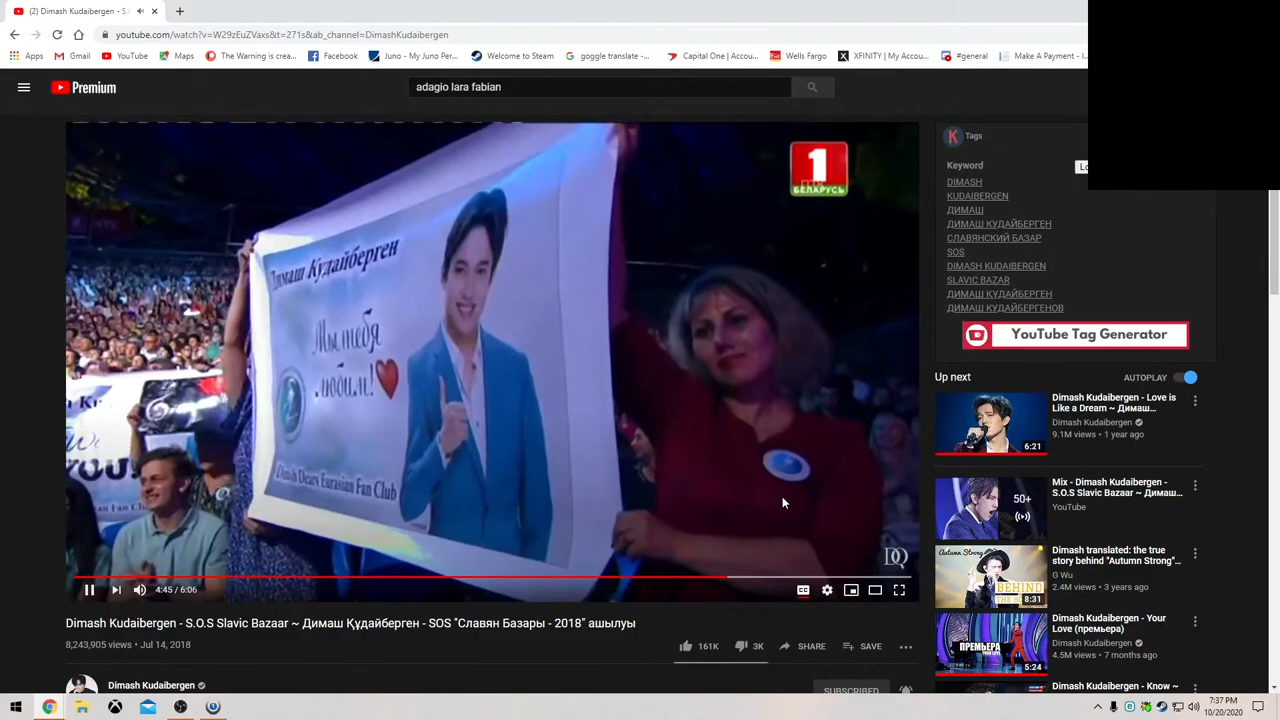 (2) Dimash Kudaibergen - S.O.S
youtube.com/watch?v=W29zEuZVaxs&t=271s&ab_channel=DimashKudaibergen
Apps
Gmail
YouTube
Maps
The Warning is crea...
Facebook
Juno - My Juno Per...
Welcome to Steam
goggle translate -...
Capital One | Accou...
Wells Fargo
XFINITY | My Accou...
#general
Make A Payment -
Premium
adagio lara fabian
1
БЕЛАРУСЬ
Димаш Кудайберген
Мы тебя
любим!
Dears Eurasian Fan Club
DQ
4:45 / 6:06
CC
Dimash Kudaibergen - S.O.S Slavic Bazaar ~ Димаш Құдайберген - SOS "Славян Базары - 2018" ашылуы
8,243,905 views • Jul 14, 2018
161K
3K
SHARE
SAVE
Dimash Kudaibergen
SUBSCRIBED
K
Tags
Keyword
DIMASH
KUDAIBERGEN
ДИМАШ
ДИМАШ КУДАЙБЕРГЕН
СЛАВЯНСКИЙ БАЗАР
SOS
DIMASH KUDAIBERGEN
SLAVIC BAZAR
ДИМАШ ҚҰДАЙБЕРГЕН
ДИМАШ КУДАЙБЕРГЕНОВ
YouTube Tag Generator
Up next
AUTOPLAY
6:21
Dimash Kudaibergen - Love is
Like a Dream ~ Димаш...
Dimash Kudaibergen
9.1M views • 1 year ago
50+
Mix - Dimash Kudaibergen -
S.O.S Slavic Bazaar ~ Димаш...
YouTube
Autumn Strong
BEHIND
THE
8:31
Dimash translated: the true
story behind "Autumn Strong"...
G Wu
2.4M views • 3 years ago
ПРЕМЬЕРА
5:24
Dimash Kudaibergen - Your
Love (премьера)
Dimash Kudaibergen
4.5M views • 7 months ago
Dimash Kudaibergen - Know ~
7:37 PM
10/20/2020